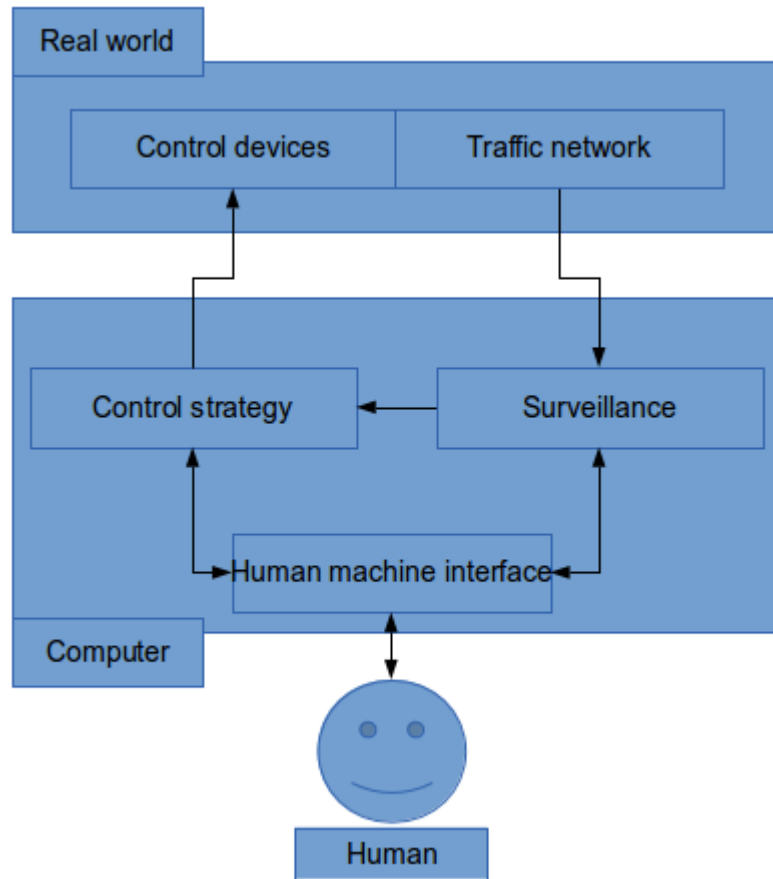 Real world
Control devices
Traffic network
Control strategy
Surveillance
Human machine interface
Computer
Human